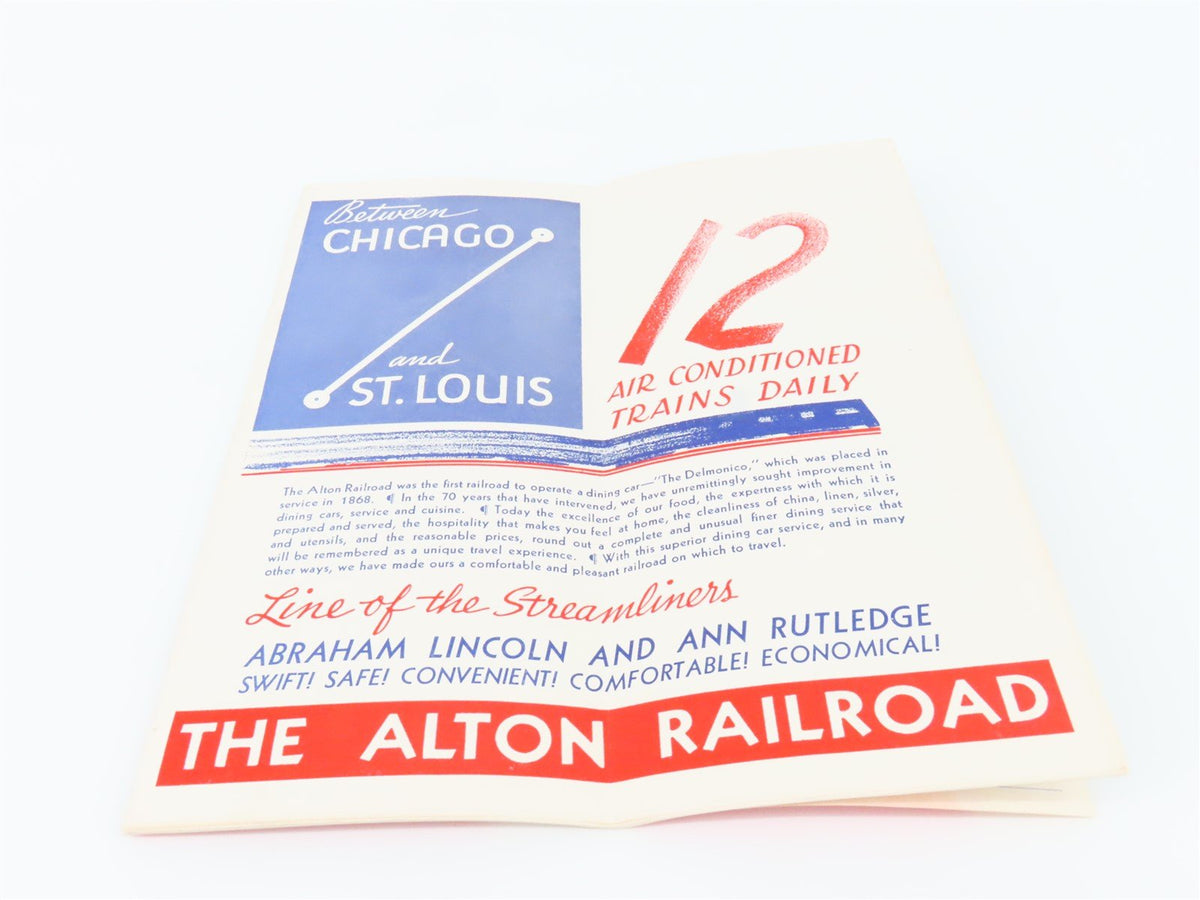 Between
CHICAGO
and
ST. LOUIS
12
AIR CONDITIONED
TRAINS DAILY
The Alton Railroad was the first railroad to operate a dining car—"The Delmonico," which was placed in
service in 1868. ¶ In the 70 years that have intervened, we have unremittingly sought improvement in
dining cars, service and cuisine. ¶ Today the excellence of our food, the expertness with which it is
prepared and served, the hospitality that makes you feel at home, the cleanliness of china, linen, silver,
and utensils, and the reasonable prices, round out a complete and unusual finer dining service that
will be remembered as a unique travel experience. ¶ With this superior dining car service, and in many
other ways, we have made ours a comfortable and pleasant railroad on which to travel.
Line of the Streamliners
ABRAHAM LINCOLN AND ANN RUTLEDGE
SWIFT! SAFE! CONVENIENT! COMFORTABLE! ECONOMICAL!
THE ALTON RAILROAD